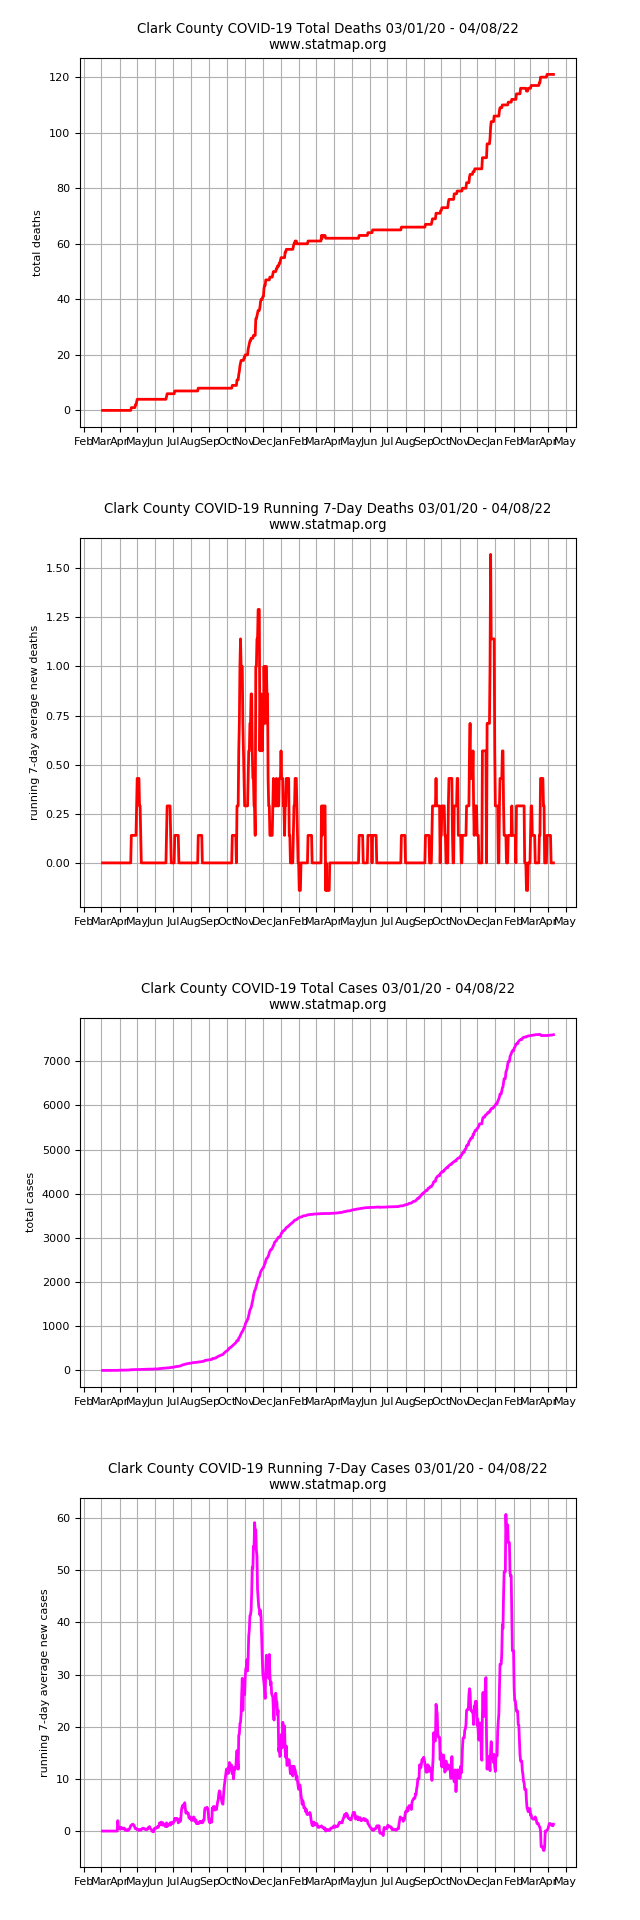 Clark County COVID-19 Total Deaths 03/01/20 - 04/08/22
www.statmap.org
total deaths
120
100
80
60
40
20
0
Feb Mar Apr May Jun Jul Aug Sep Oct Nov Dec Jan Feb Mar Apr May Jun Jul Aug Sep Oct Nov Dec Jan Feb Mar Apr May
Clark County COVID-19 Running 7-Day Deaths 03/01/20 - 04/08/22
www.statmap.org
running 7-day average new deaths
1.50
1.25
1.00
0.75
0.50
0.25
0.00
Feb Mar Apr May Jun Jul Aug Sep Oct Nov Dec Jan Feb Mar Apr May Jun Jul Aug Sep Oct Nov Dec Jan Feb Mar Apr May
Clark County COVID-19 Total Cases 03/01/20 - 04/08/22
www.statmap.org
total cases
7000
6000
5000
4000
3000
2000
1000
0
Feb Mar Apr May Jun Jul Aug Sep Oct Nov Dec Jan Feb Mar Apr May Jun Jul Aug Sep Oct Nov Dec Jan Feb Mar Apr May
Clark County COVID-19 Running 7-Day Cases 03/01/20 - 04/08/22
www.statmap.org
running 7-day average new cases
60
50
40
30
20
10
0
Feb Mar Apr May Jun Jul Aug Sep Oct Nov Dec Jan Feb Mar Apr May Jun Jul Aug Sep Oct Nov Dec Jan Feb Mar Apr May